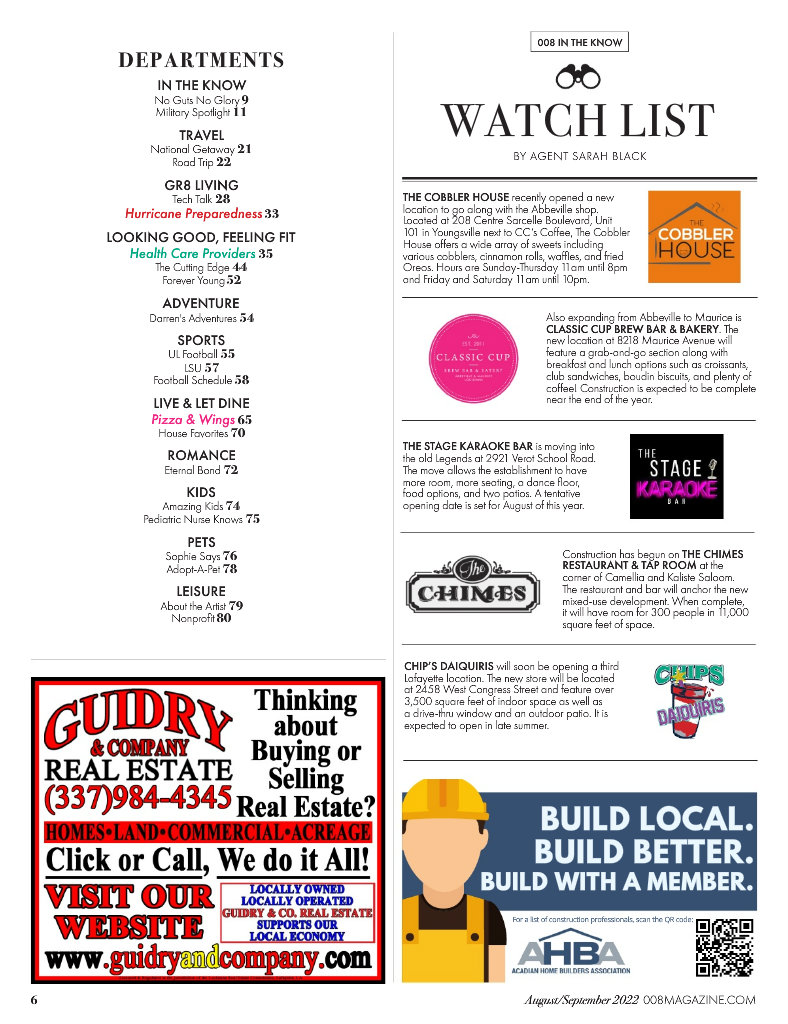 DEPARTMENTS
IN THE KNOW
No Guts No Glory 9
Military Spotlight 11
TRAVEL
National Getaway 21
Road Trip 22
GR8 LIVING
Tech Talk 28
Hurricane Preparedness 33
LOOKING GOOD, FEELING FIT
Health Care Providers 35
The Cutting Edge 44
Forever Young 52
ADVENTURE
Darren's Adventures 54
SPORTS
UL Football 55
LSU 57
Football Schedule 58
LIVE & LET DINE
Pizza & Wings 65
House Favorites 70
ROMANCE
Eternal Bond 72
KIDS
Amazing Kids 74
Pediatric Nurse Knows 75
PETS
Sophie Says 76
Adopt-A-Pet 78
LEISURE
About the Artist 79
Nonprofit 80
GUIDRY
& COMPANY
REAL ESTATE
(337)984-4345
Thinking
about
Buying or
Selling
Real Estate?
HOMES•LAND•COMMERCIAL•ACREAGE
Click or Call, We do it All!
VISIT OUR
WEBSITE
LOCALLY OWNED
LOCALLY OPERATED
GUIDRY & CO. REAL ESTATE
SUPPORTS OUR
LOCAL ECONOMY
www.guidryandcompany.com
008 IN THE KNOW
WATCH LIST
BY AGENT SARAH BLACK
THE COBBLER HOUSE recently opened a new
location to go along with the Abbeville shop.
Located at 208 Centre Sarcelle Boulevard, Unit
101 in Youngsville next to CC's Coffee, The Cobbler
House offers a wide array of sweets including
various cobblers, cinnamon rolls, waffles, and fried
Oreos. Hours are Sunday-Thursday 11am until 8pm
and Friday and Saturday 11am until 10pm.
THE
COBBLER
HOUSE
EST. 2011
CLASSIC CUP
BREW BAR & EATERY
Also expanding from Abbeville to Maurice is
CLASSIC CUP BREW BAR & BAKERY. The
new location at 8218 Maurice Avenue will
feature a grab-and-go section along with
breakfast and lunch options such as croissants,
club sandwiches, boudin biscuits, and plenty of
coffee! Construction is expected to be complete
near the end of the year.
THE STAGE KARAOKE BAR is moving into
the old Legends at 2921 Verot School Road.
The move allows the establishment to have
more room, more seating, a dance floor,
food options, and two patios. A tentative
opening date is set for August of this year.
THE
STAGE
KARAOKE
BAR
The
CHIMES
Construction has begun on THE CHIMES
RESTAURANT & TAP ROOM at the
corner of Camellia and Kaliste Saloom.
The restaurant and bar will anchor the new
mixed-use development. When complete,
it will have room for 300 people in 11,000
square feet of space.
CHIP'S DAIQUIRIS will soon be opening a third
Lafayette location. The new store will be located
at 2458 West Congress Street and feature over
3,500 square feet of indoor space as well as
a drive-thru window and an outdoor patio. It is
expected to open in late summer.
CHIPS
DAIQUIRIS
BUILD LOCAL.
BUILD BETTER.
BUILD WITH A MEMBER.
For a list of construction professionals, scan the QR code:
AHBA
ACADIAN HOME BUILDERS ASSOCIATION
6
August/September 2022 008MAGAZINE.COM